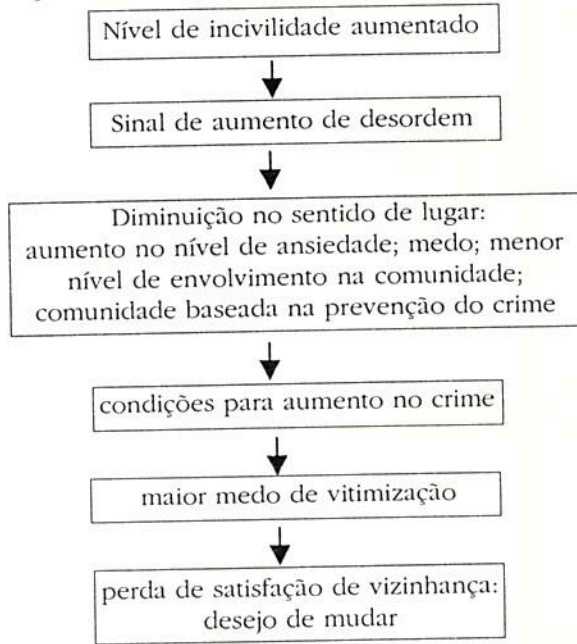 Nível de incivilidade aumentado
Sinal de aumento de desordem
Diminuição no sentido de lugar:
aumento no nível de ansiedade; medo; menor
nível de envolvimento na comunidade;
comunidade baseada na prevenção do crime
condições para aumento no crime
maior medo de vitimização
perda de satisfação de vizinhança:
desejo de mudar